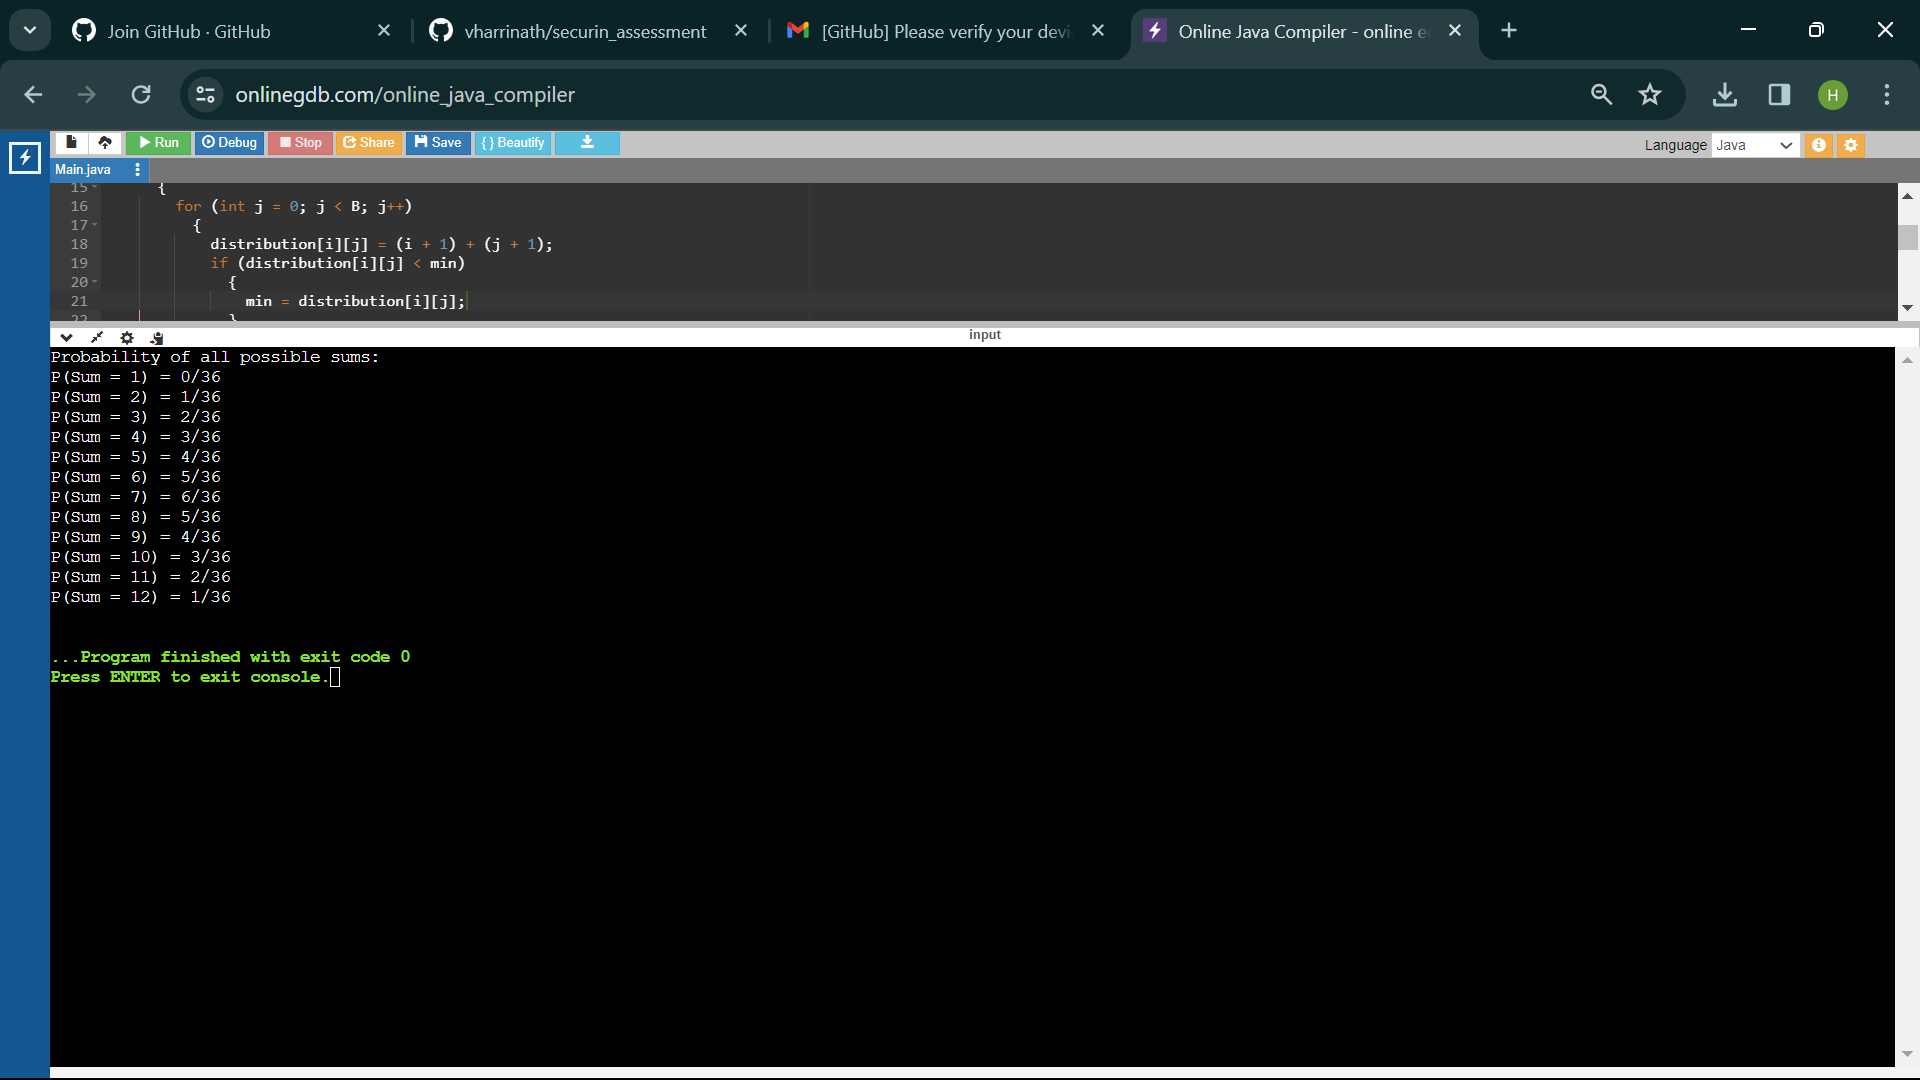 Join GitHub · GitHub
vharrinath/securin_assessment
[GitHub] Please verify your devi
Online Java Compiler - online e
onlinegdb.com/online_java_compiler
H
Run
Debug
Stop
Share
Save
{ } Beautify
Language Java
Main.java
15 {
16 for (int j = 0; j < B; j++)
17 {
18 distribution[i][j] = (i + 1) + (j + 1);
19 if (distribution[i][j] < min)
20 {
21 min = distribution[i][j];
22 }
input
Probability of all possible sums:
P(Sum = 1) = 0/36
P(Sum = 2) = 1/36
P(Sum = 3) = 2/36
P(Sum = 4) = 3/36
P(Sum = 5) = 4/36
P(Sum = 6) = 5/36
P(Sum = 7) = 6/36
P(Sum = 8) = 5/36
P(Sum = 9) = 4/36
P(Sum = 10) = 3/36
P(Sum = 11) = 2/36
P(Sum = 12) = 1/36
...Program finished with exit code 0
Press ENTER to exit console.